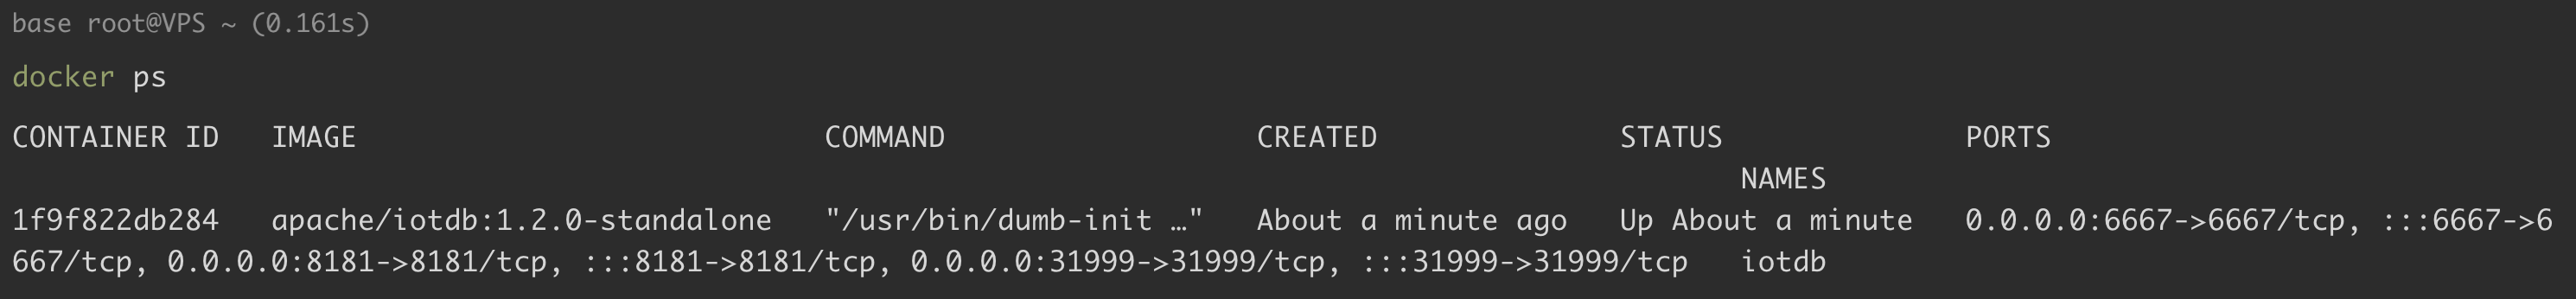 base root@VPS ~ (0.161s)
docker ps
CONTAINER ID   IMAGE                           COMMAND                  CREATED              STATUS              PORTS
NAMES
1f9f822db284   apache/iotdb:1.2.0-standalone   "/usr/bin/dumb-init …"   About a minute ago   Up About a minute   0.0.0.0:6667->6667/tcp, :::6667->6
667/tcp, 0.0.0.0:8181->8181/tcp, :::8181->8181/tcp, 0.0.0.0:31999->31999/tcp, :::31999->31999/tcp   iotdb